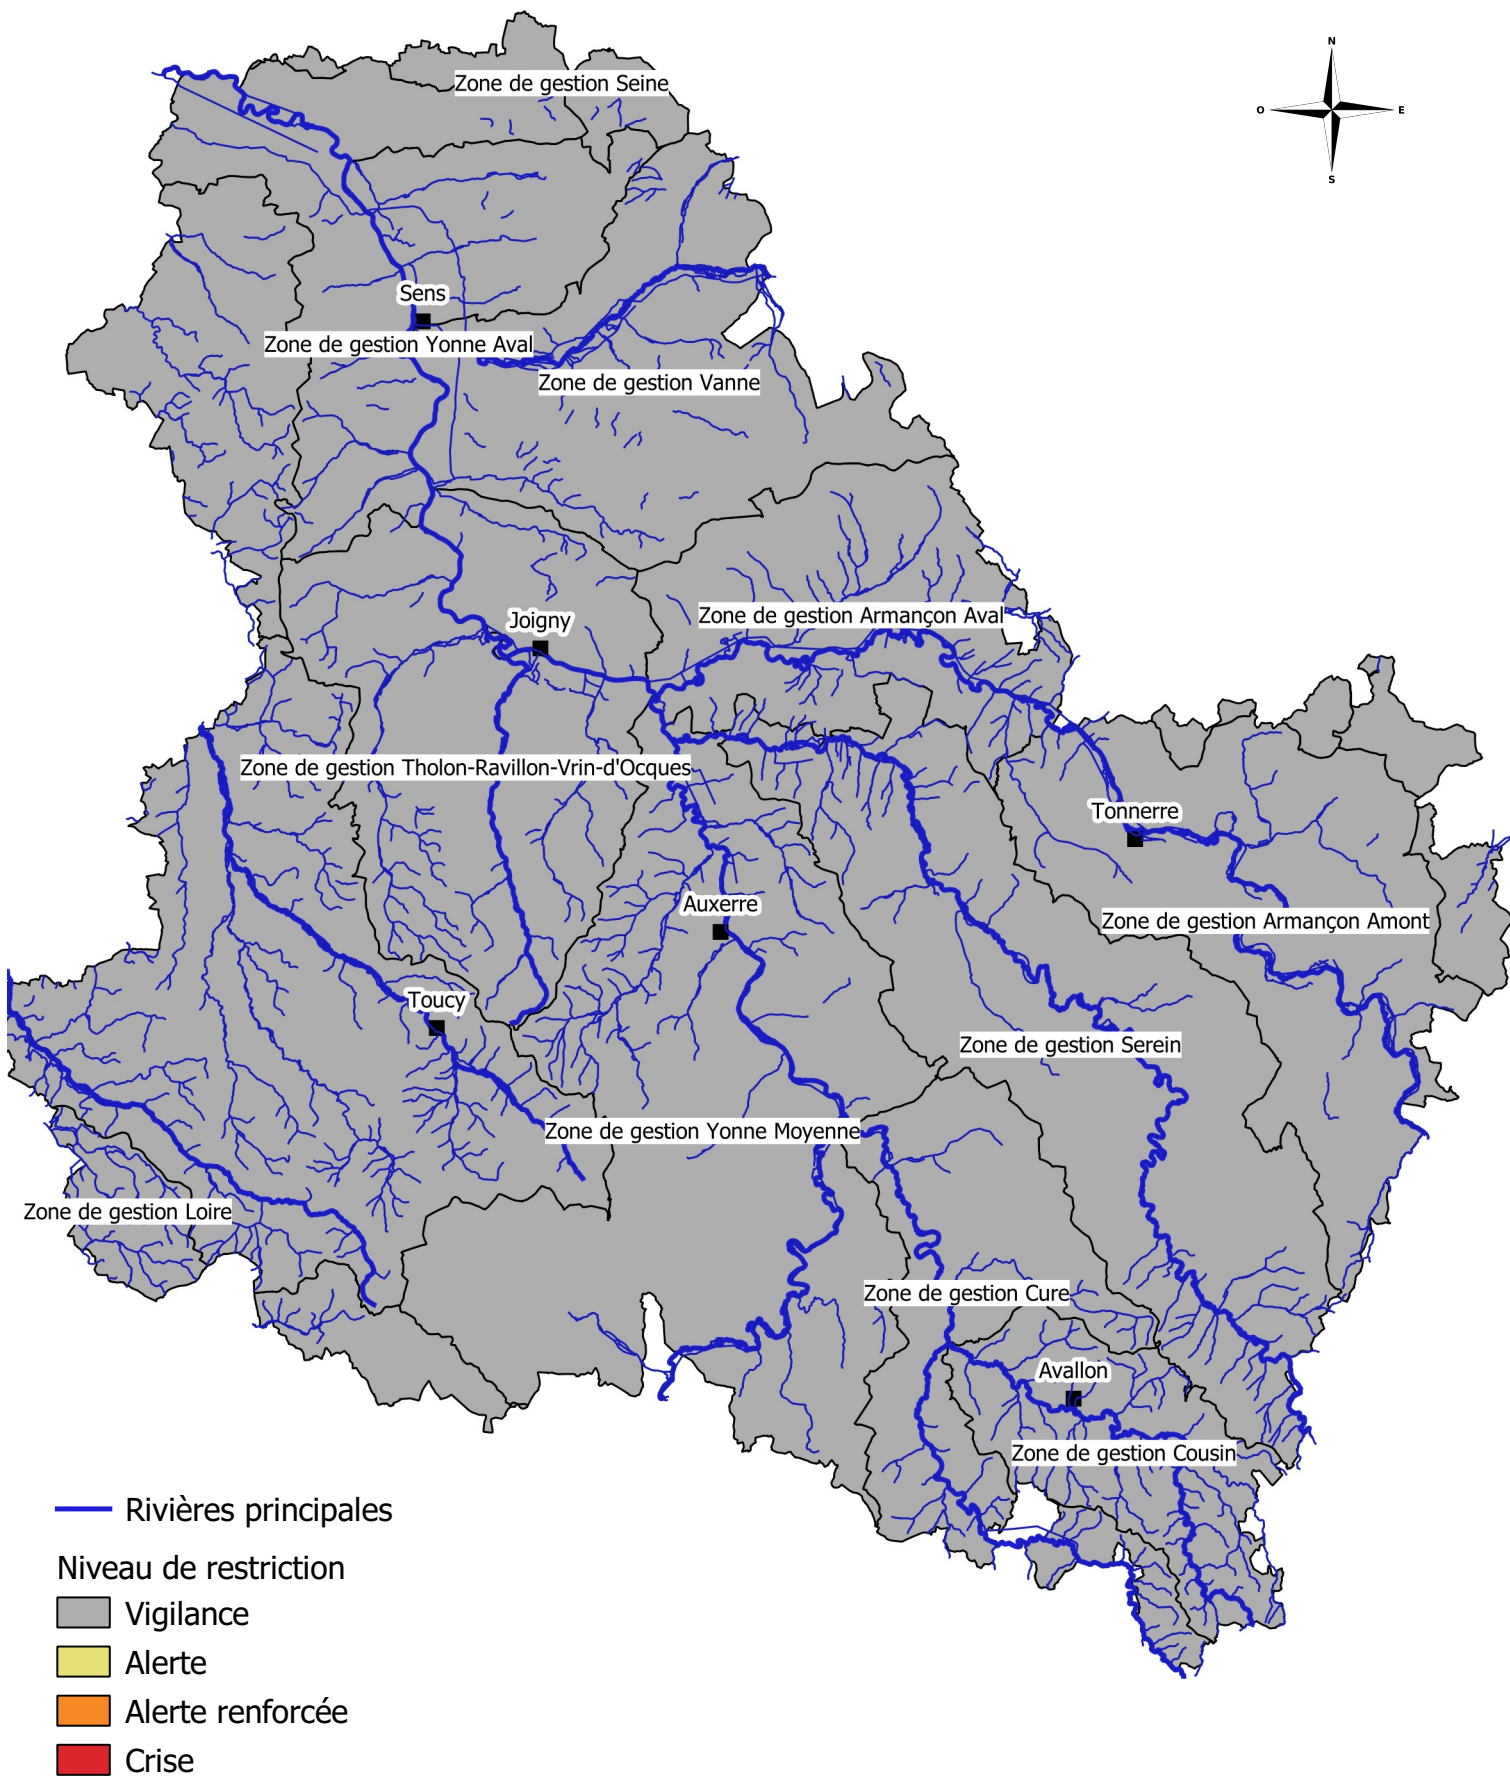 N
O
E
S
Zone de gestion Seine
Sens
Zone de gestion Yonne Aval
Zone de gestion Vanne
Joigny
Zone de gestion Armançon Aval
Zone de gestion Tholon-Ravillon-Vrin-d'Ocques
Tonnerre
Auxerre
Zone de gestion Armançon Amont
Toucy
Zone de gestion Serein
Zone de gestion Yonne Moyenne
Zone de gestion Loire
Zone de gestion Cure
Avallon
Zone de gestion Cousin
Rivières principales
Niveau de restriction
Vigilance
Alerte
Alerte renforcée
Crise